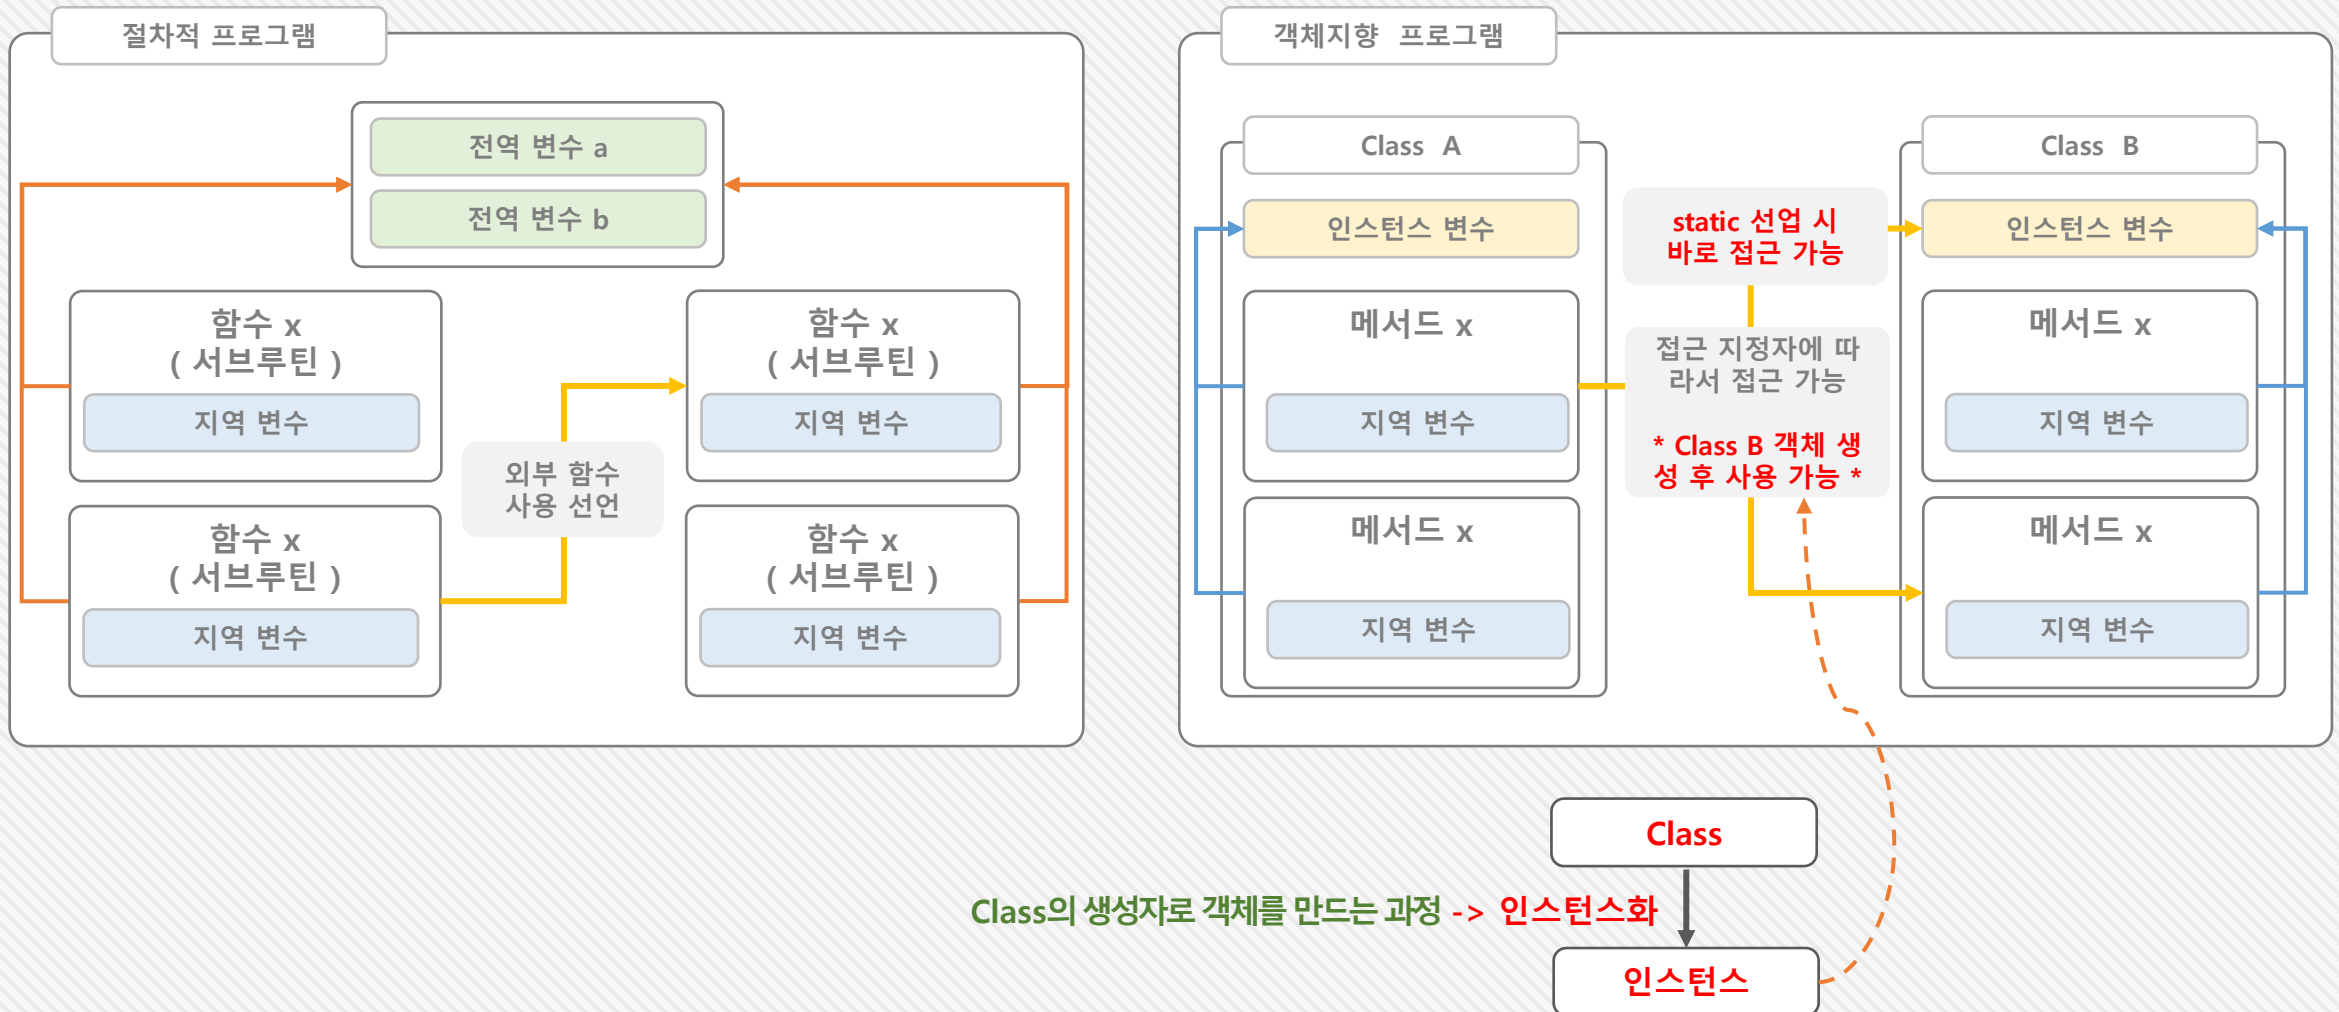 절차적 프로그램
전역 변수 a
전역 변수 b
함수 x
( 서브루틴 )
지역 변수
함수 x
( 서브루틴 )
지역 변수
외부 함수
사용 선언
함수 x
( 서브루틴 )
지역 변수
함수 x
( 서브루틴 )
지역 변수
객체지향 프로그램
Class A
인스턴스 변수
메서드 x
지역 변수
메서드 x
지역 변수
static 선업 시
바로 접근 가능
접근 지정자에 따
라서 접근 가능
* Class B 객체 생
성 후 사용 가능 *
Class B
인스턴스 변수
메서드 x
지역 변수
메서드 x
지역 변수
Class
Class의 생성자로 객체를 만드는 과정 -> 인스턴스화
인스턴스